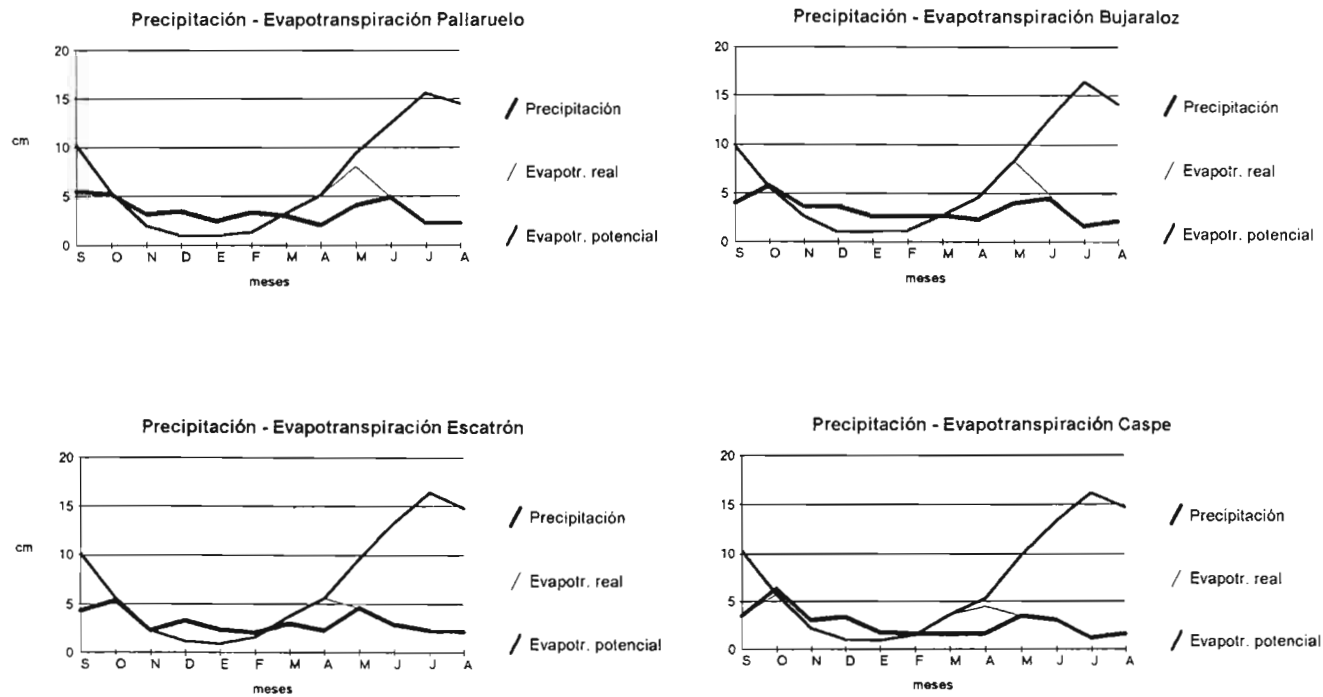 Precipitación - Evapotranspiración Pallaruelo
20
15
cm
10
5
0
S O N D E F M A M J J A
meses
Precipitación
Evapotr. real
Evapotr. potencial
Precipitación - Evapotranspiración Bujaraloz
20
15
10
5
0
S O N D E F M A M J J A
meses
Precipitación
Evapotr. real
Evapotr. potencial
Precipitación - Evapotranspiración Escatrón
20
15
cm
10
5
0
S O N D E F M A M J J A
meses
Precipitación
Evapotr. real
Evapotr. potencial
Precipitación - Evapotranspiración Caspe
20
15
10
5
0
S O N D E F M A M J J A
meses
Precipitación
Evapotr. real
Evapotr. potencial